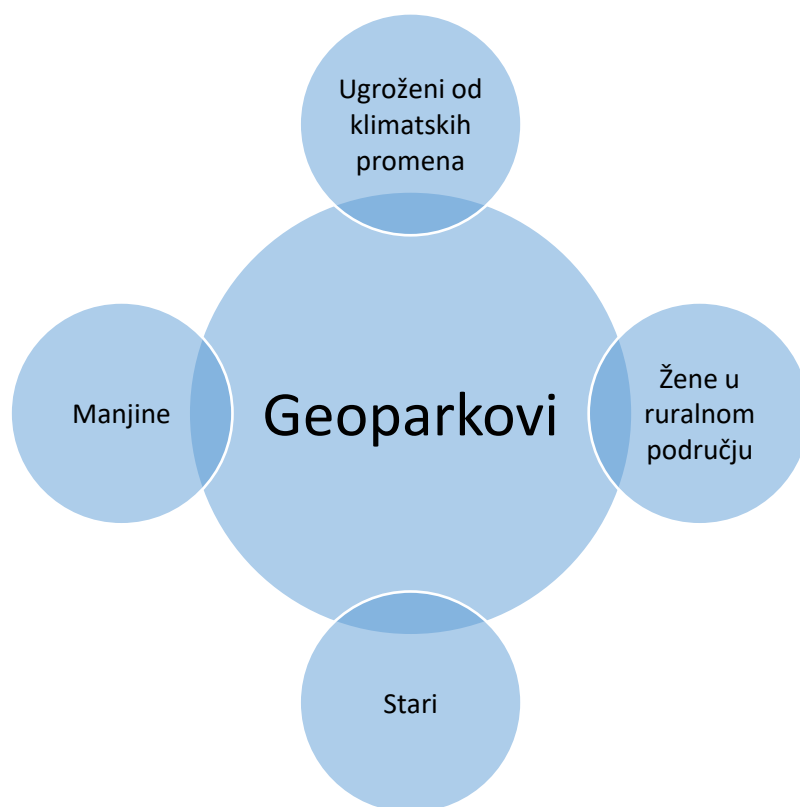 Ugroženi od
klimatskih
promena
Manjine
Geoparkovi
Žene u
ruralnom
području
Stari